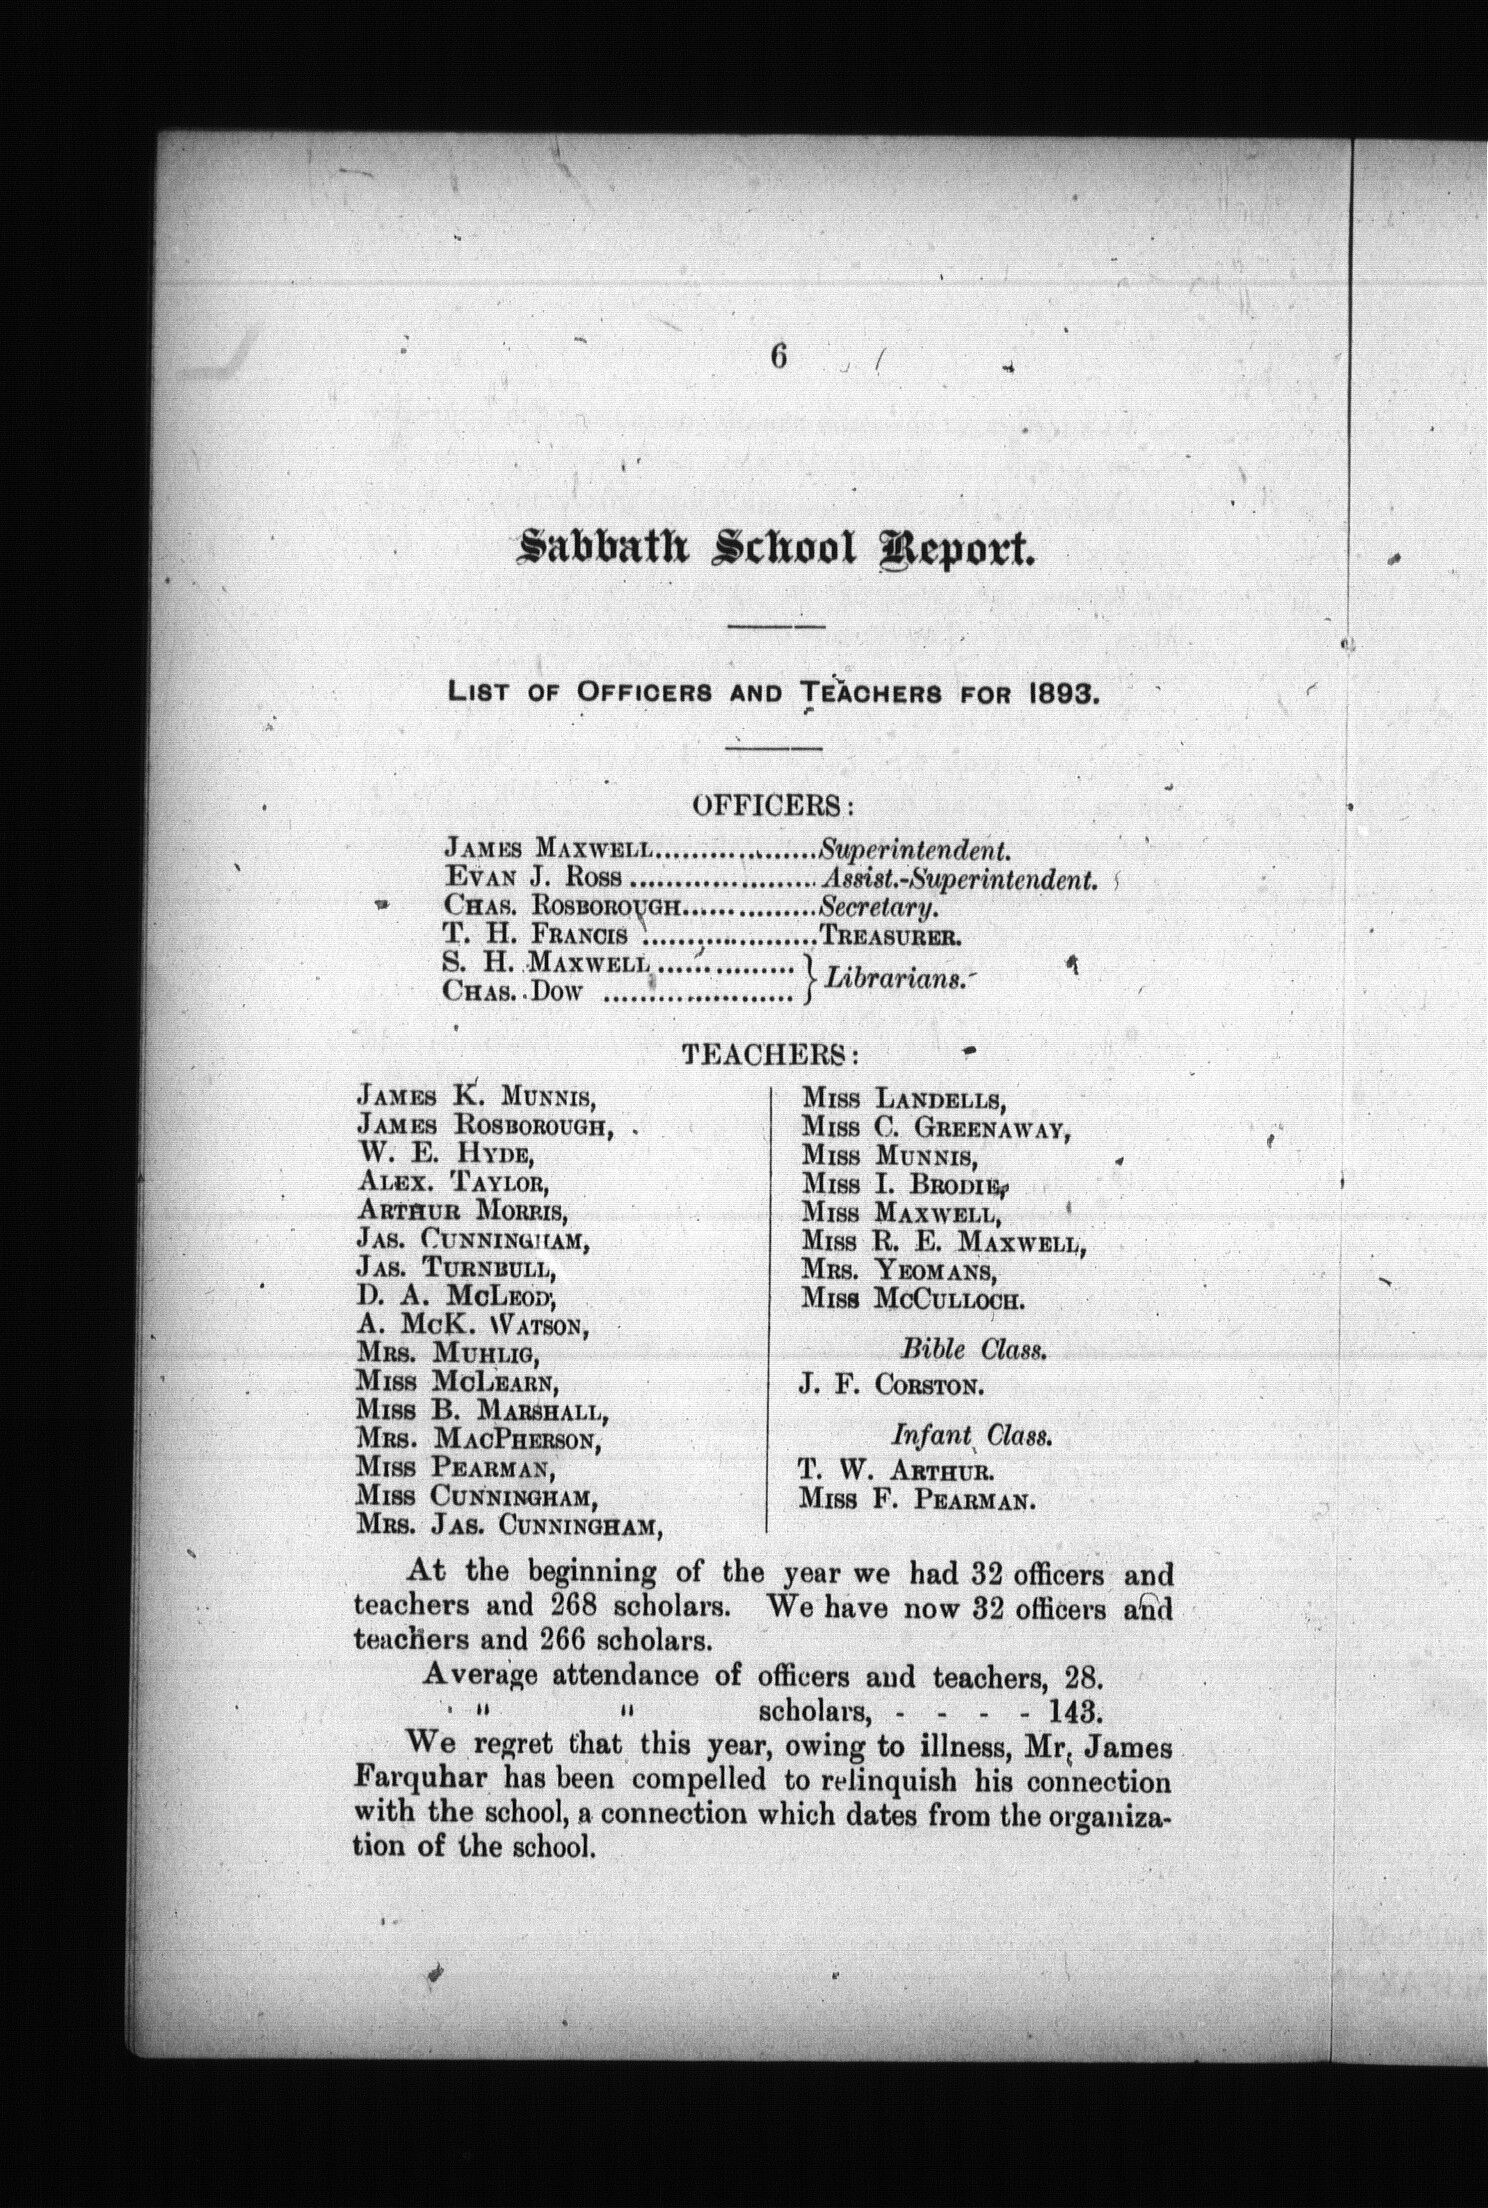 6
Sabbath School Report.
LIST OF OFFICERS AND TEACHERS FOR 1893.
OFFICERS:
JAMES MAXWELL..................Superintendent.
EVAN J. ROSS.....................Assist.-Superintendent.
CHAS. ROSBOROUGH...............Secretary.
T. H. FRANCIS ...................TREASURER.
S. H. MAXWELL ............... } Librarians.
CHAS. DOW .....................
TEACHERS:
JAMES K. MUNNIS,
JAMES ROSBOROUGH,
W. E. HYDE,
ALEX. TAYLOR,
ARTHUR MORRIS,
JAS. CUNNINGHAM,
JAS. TURNBULL,
D. A. MCLEOD,
A. MCK. WATSON,
MRS. MUHLIG,
MISS MCLEARN,
MISS B. MARSHALL,
MRS. MACPHERSON,
MISS PEARMAN,
MISS CUNNINGHAM,
MRS. JAS. CUNNINGHAM,
MISS LANDELLS,
MISS C. GREENAWAY,
MISS MUNNIS,
MISS I. BRODIE,
MISS MAXWELL,
MISS R. E. MAXWELL,
MRS. YEOMANS,
MISS MCCULLOCH.
Bible Class.
J. F. CORSTON.
Infant Class.
T. W. ARTHUR.
MISS F. PEARMAN.
At the beginning of the year we had 32 officers and
teachers and 268 scholars. We have now 32 officers and
teachers and 266 scholars.
Average attendance of officers and teachers, 28.
" " scholars, - - - - 143.
We regret that this year, owing to illness, Mr. James
Farquhar has been compelled to relinquish his connection
with the school, a connection which dates from the organiza-
tion of the school.